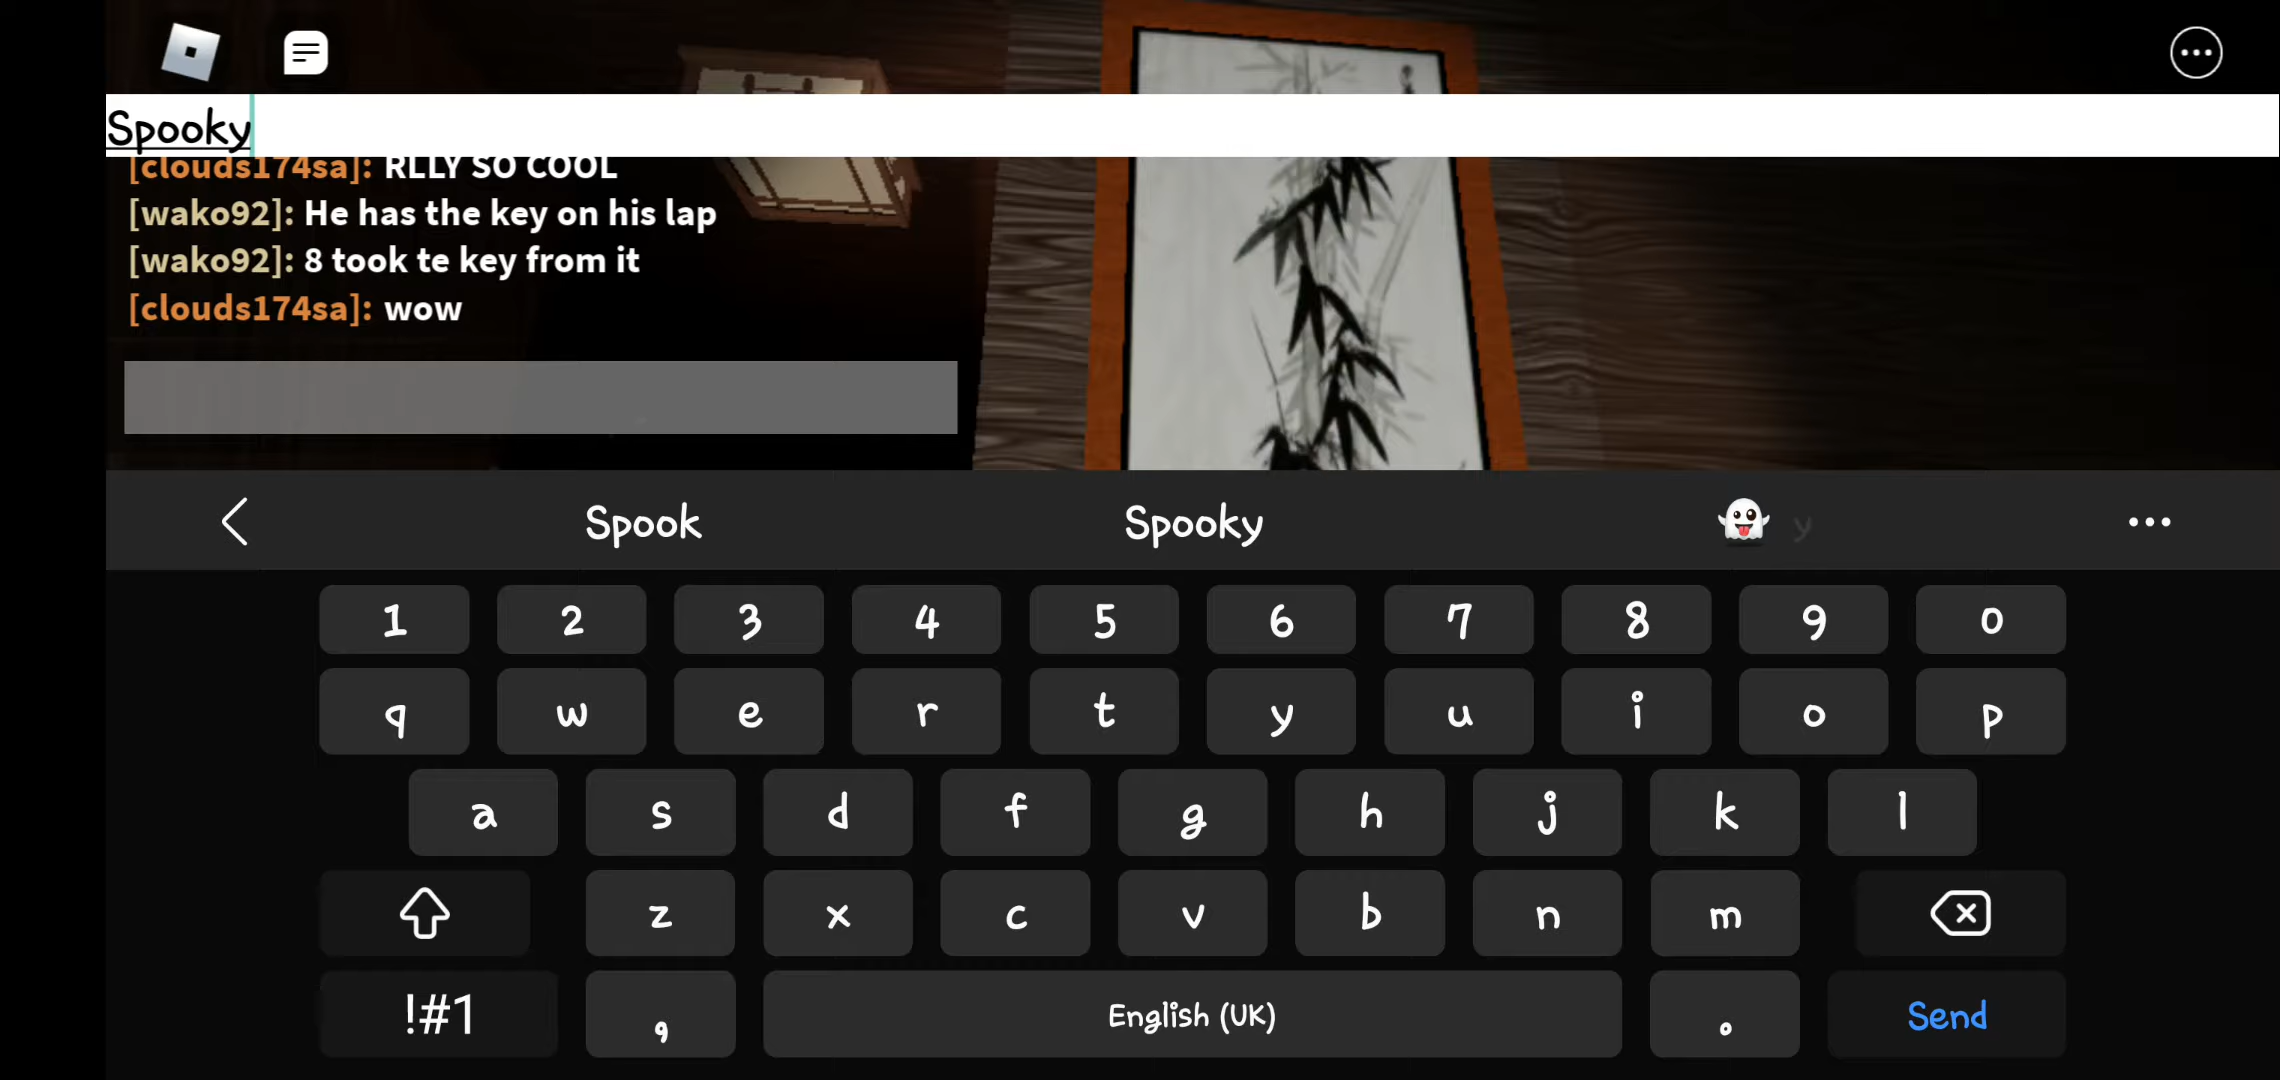 Spooky
[clouds174sa]: RLLY SO COOL
[wako92]: He has the key on his lap
[wako92]: 8 took te key from it
[clouds174sa]: wow
Spook Spooky 👻 y
1 2 3 4 5 6 7 8 9 0
q w e r t y u i o p
a s d f g h j k l
z x c v b n m
!#1 , English (UK) . Send